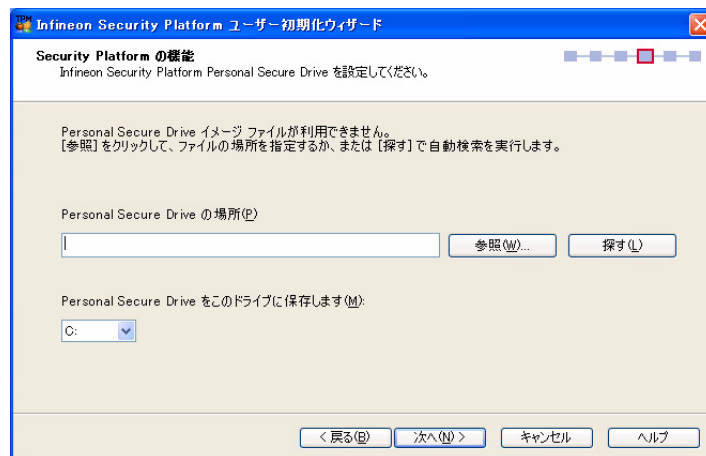 Infineon Security Platform ユーザー初期化ウィザード
Security Platform の機能
Infineon Security Platform Personal Secure Drive を設定してください。
Personal Secure Drive イメージ ファイルが利用できません。
[参照] をクリックして、ファイルの場所を指定するか、または [探す] で自動検索を実行します。
Personal Secure Drive の場所(P)
参照(W)...
探す(L)
Personal Secure Drive をこのドライブに保存します(M):
C:
< 戻る(B)
次へ(N) >
キャンセル
ヘルプ